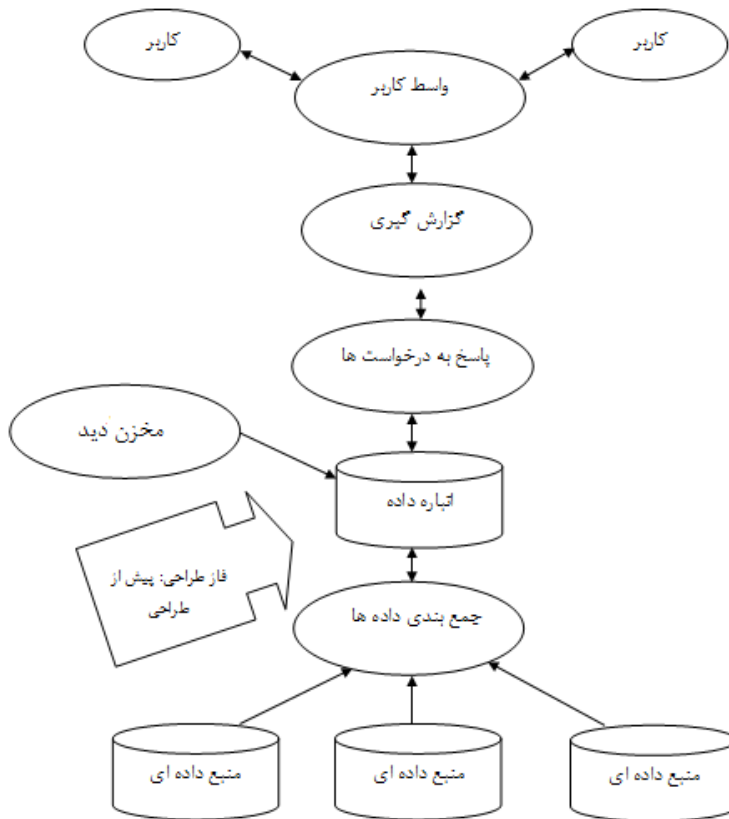 کاربر
کاربر
واسط کاربر
گزارش گیری
پاسخ به درخواست ها
مخزن دید
انباره داده
فاز طراحی: پیش از
طراحی
جمع بندی داده ها
منبع داده ای
منبع داده ای
منبع داده ای